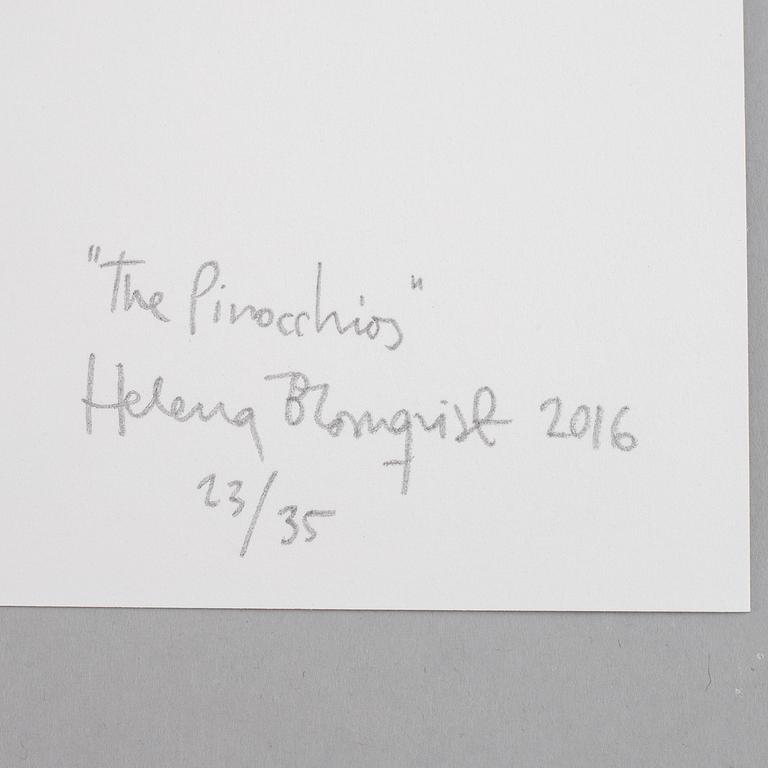 "The Pinocchios"
Helena Blomqvist 2016
23/35